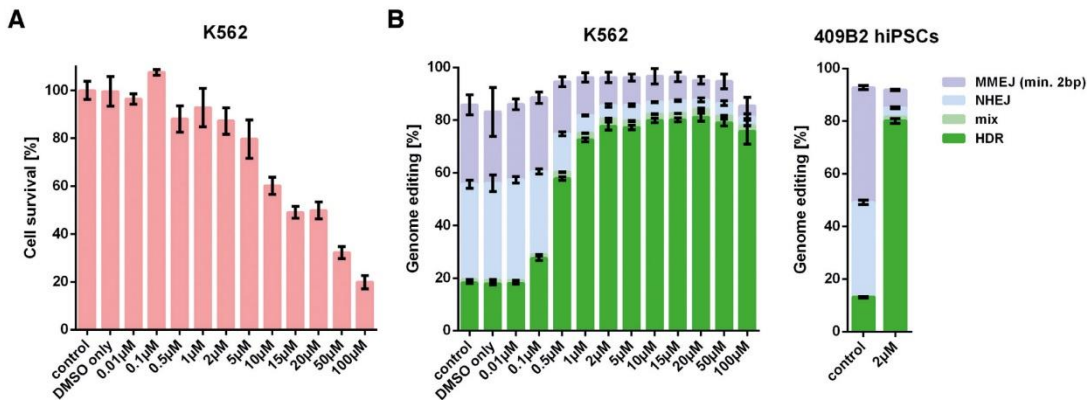 A
K562
Cell survival [%]
100
80
60
40
20
0
control
DMSO only
0.01µM
0.1µM
0.5µM
1µM
2µM
5µM
10µM
15µM
20µM
50µM
100µM
B
K562
Genome editing [%]
100
80
60
40
20
0
control
DMSO only
0.01µM
0.1µM
0.5µM
1µM
2µM
5µM
10µM
15µM
20µM
50µM
100µM
409B2 hiPSCs
Genome editing [%]
100
80
60
40
20
0
control
2µM
MMEJ (min. 2bp)
NHEJ
mix
HDR